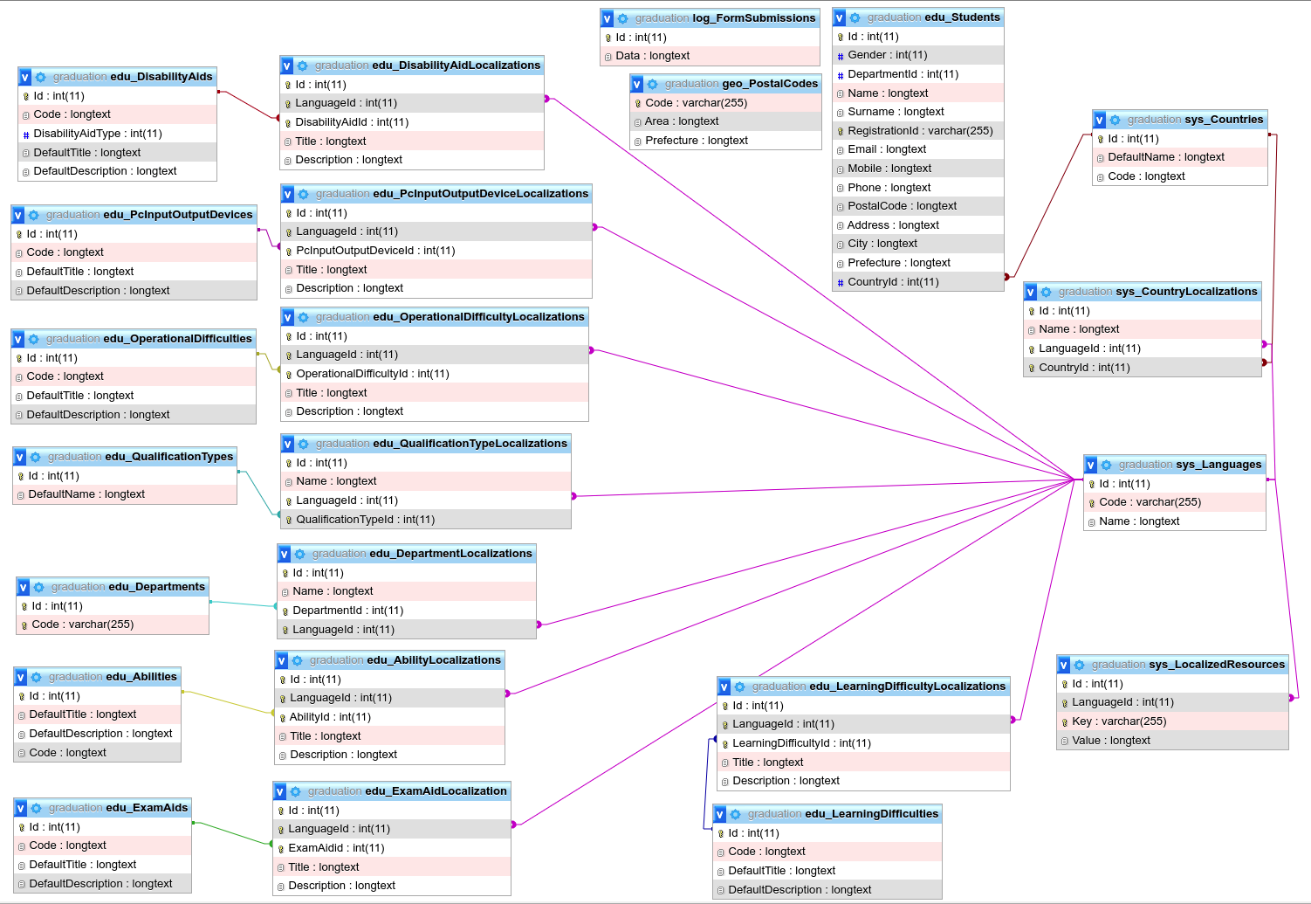 graduation edu_DisabilityAids
Id : int(11)
Code : longtext
DisabilityAidType : int(11)
DefaultTitle : longtext
DefaultDescription : longtext
graduation edu_PcInputOutputDevices
Id : int(11)
Code : longtext
DefaultTitle : longtext
DefaultDescription : longtext
graduation edu_OperationalDifficulties
Id : int(11)
Code : longtext
DefaultTitle : longtext
DefaultDescription : longtext
graduation edu_QualificationTypes
Id : int(11)
DefaultName : longtext
graduation edu_Departments
Id : int(11)
Code : varchar(255)
graduation edu_Abilities
Id : int(11)
DefaultTitle : longtext
DefaultDescription : longtext
Code : longtext
graduation edu_ExamAids
Id : int(11)
Code : longtext
DefaultTitle : longtext
DefaultDescription : longtext
graduation edu_DisabilityAidLocalizations
Id : int(11)
LanguageId : int(11)
DisabilityAidId : int(11)
Title : longtext
Description : longtext
graduation edu_PcInputOutputDeviceLocalizations
Id : int(11)
LanguageId : int(11)
PcInputOutputDeviceId : int(11)
Title : longtext
Description : longtext
graduation edu_OperationalDifficultyLocalizations
Id : int(11)
LanguageId : int(11)
OperationalDifficultyId : int(11)
Title : longtext
Description : longtext
graduation edu_QualificationTypeLocalizations
Id : int(11)
Name : longtext
LanguageId : int(11)
QualificationTypeId : int(11)
graduation edu_DepartmentLocalizations
Id : int(11)
Name : longtext
DepartmentId : int(11)
LanguageId : int(11)
graduation edu_AbilityLocalizations
Id : int(11)
LanguageId : int(11)
AbilityId : int(11)
Title : longtext
Description : longtext
graduation edu_ExamAidLocalization
Id : int(11)
LanguageId : int(11)
ExamAidid : int(11)
Title : longtext
Description : longtext
graduation log_FormSubmissions
Id : int(11)
Data : longtext
graduation geo_PostalCodes
Code : varchar(255)
Area : longtext
Prefecture : longtext
graduation edu_Students
Id : int(11)
Gender : int(11)
DepartmentId : int(11)
Name : longtext
Surname : longtext
RegistrationId : varchar(255)
Email : longtext
Mobile : longtext
Phone : longtext
PostalCode : longtext
Address : longtext
City : longtext
Prefecture : longtext
CountryId : int(11)
graduation edu_LearningDifficultyLocalizations
Id : int(11)
LanguageId : int(11)
LearningDifficultyId : int(11)
Title : longtext
Description : longtext
graduation edu_LearningDifficulties
Id : int(11)
Code : longtext
DefaultTitle : longtext
DefaultDescription : longtext
graduation sys_Countries
Id : int(11)
DefaultName : longtext
Code : longtext
graduation sys_CountryLocalizations
Id : int(11)
Name : longtext
LanguageId : int(11)
CountryId : int(11)
graduation sys_Languages
Id : int(11)
Code : varchar(255)
Name : longtext
graduation sys_LocalizedResources
Id : int(11)
LanguageId : int(11)
Key : varchar(255)
Value : longtext